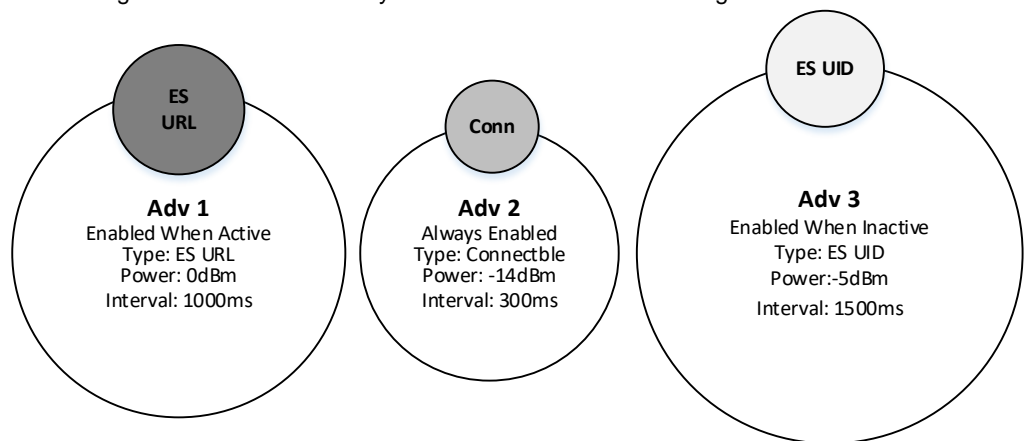 ES
URL
Adv 1
Enabled When Active
Type: ES URL
Power: 0dBm
Interval: 1000ms
Conn
Adv 2
Always Enabled
Type: Connectble
Power: -14dBm
Interval: 300ms
ES UID
Adv 3
Enabled When Inactive
Type: ES UID
Power:-5dBm
Interval: 1500ms